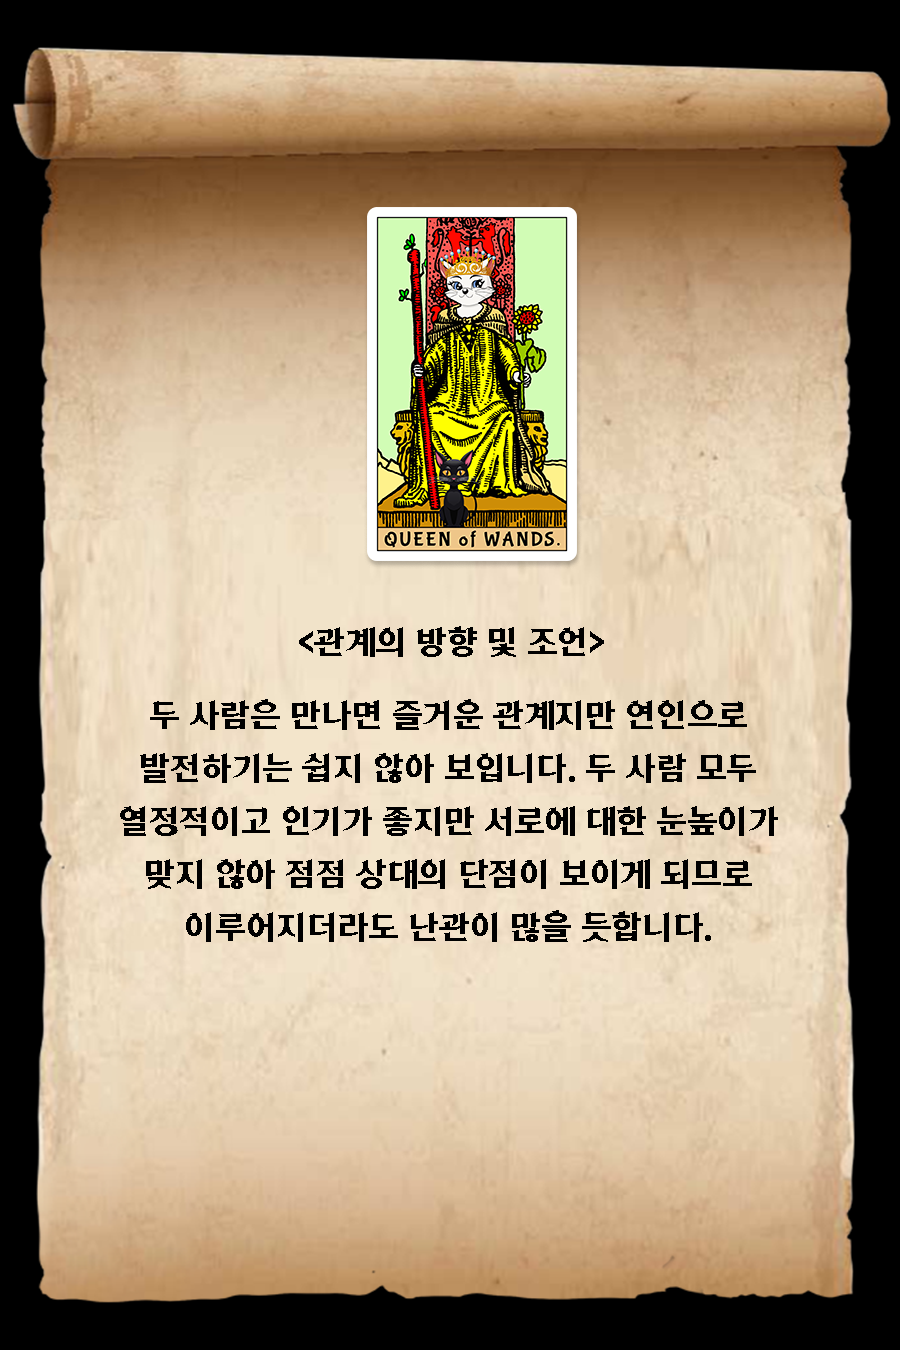 QUEEN of WANDS.
<관계의 방향 및 조언>
두 사람은 만나면 즐거운 관계지만 연인으로
발전하기는 쉽지 않아 보입니다. 두 사람 모두
열정적이고 인기가 좋지만 서로에 대한 눈높이가
맞지 않아 점점 상대의 단점이 보이게 되므로
이루어지더라도 난관이 많을 듯합니다.